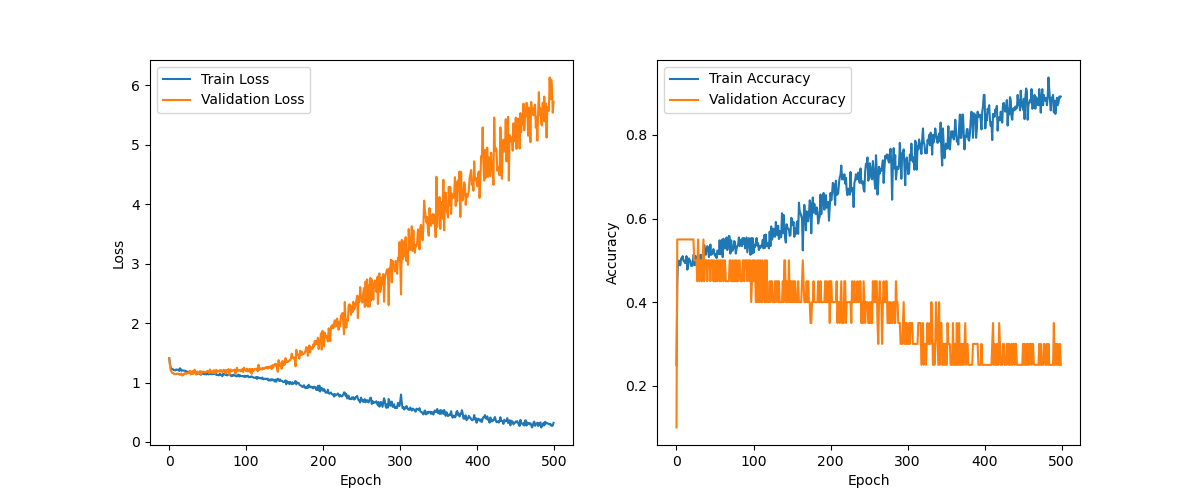 Train Loss
Validation Loss
6
5
4
3
2
1
0
Loss
0 100 200 300 400 500
Epoch
Train Accuracy
Validation Accuracy
0.8
0.6
0.4
0.2
Accuracy
0 100 200 300 400 500
Epoch